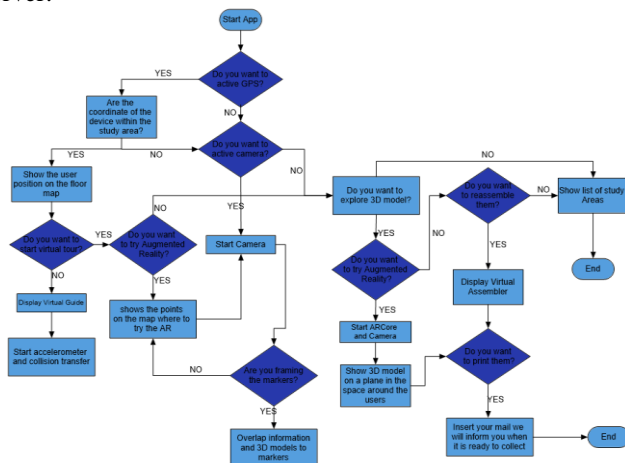 Start App
Do you want to
active GPS?
YES
NO
Are the
coordinate of the
device within the
study area?
YES
NO
Do you want to
active camera?
NO
YES
Show the user
position on the floor
map
Do you want to
start virtual tour?
YES
NO
Do you want
to try Augmented
Reality?
NO
YES
Start Camera
Display Virtual Guide
Start accelerometer
and collision transfer
shows the points
on the map where to
try the AR
Are you framing
the markers?
NO
YES
Overlap information
and 3D models to
markers
Do you want to
explore 3D model?
NO
YES
Do you want
to try Augmented
Reality?
NO
YES
Start ARCore
and Camera
Show 3D model
on a plane in the
space around the
users
Do you want
to reassemble
them?
NO
YES
Show list of study
Areas
End
Display Virtual
Assembler
Do you want
to print them?
YES
Insert your mail we
will inform you when
it is ready to collect
End